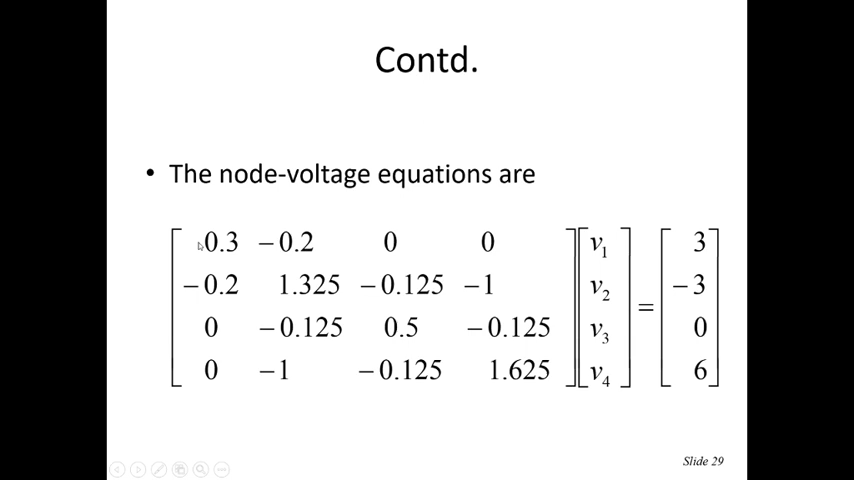 Contd.
• The node-voltage equations are
0.3 −0.2 0 0 v1 3
−0.2 1.325 −0.125 −1 v2 −3
=
0 −0.125 0.5 −0.125 v3 0
0 −1 −0.125 1.625 v4 6
Slide 29